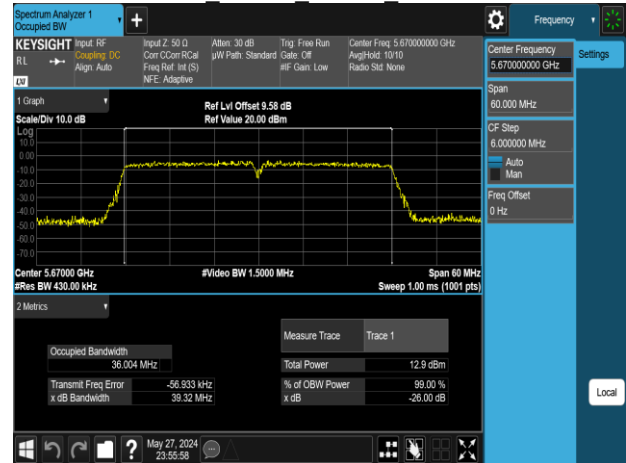 Spectrum Analyzer 1
Occupied BW
Frequency
KEYSIGHT
RL
LXI
Input: RF
Coupling: DC
Align: Auto
Input Z: 50 Ω
Corr CCorr RCal
Freq Ref: Int (S)
NFE: Adaptive
Atten: 30 dB
µW Path: Standard
Trig: Free Run
Gate: Off
#IF Gain: Low
Center Freq: 5.670000000 GHz
Avg|Hold: 10/10
Radio Std: None
Center Frequency
5.670000000 GHz
Settings
Span
60.000 MHz
CF Step
6.000000 MHz
Auto
Man
Freq Offset
0 Hz
1 Graph
Scale/Div 10.0 dB
Ref Lvl Offset 9.58 dB
Ref Value 20.00 dBm
Log
10.0
0.00
-10.0
-20.0
-30.0
-40.0
-50.0
-60.0
-70.0
Center 5.67000 GHz
#Video BW 1.5000 MHz
Span 60 MHz
#Res BW 430.00 kHz
Sweep 1.00 ms (1001 pts)
2 Metrics
Measure Trace Trace 1
Occupied Bandwidth
36.004 MHz
Total Power 12.9 dBm
Transmit Freq Error -56.933 kHz
% of OBW Power 99.00 %
x dB Bandwidth 39.32 MHz
x dB -26.00 dB
Local
May 27, 2024
23:55:58